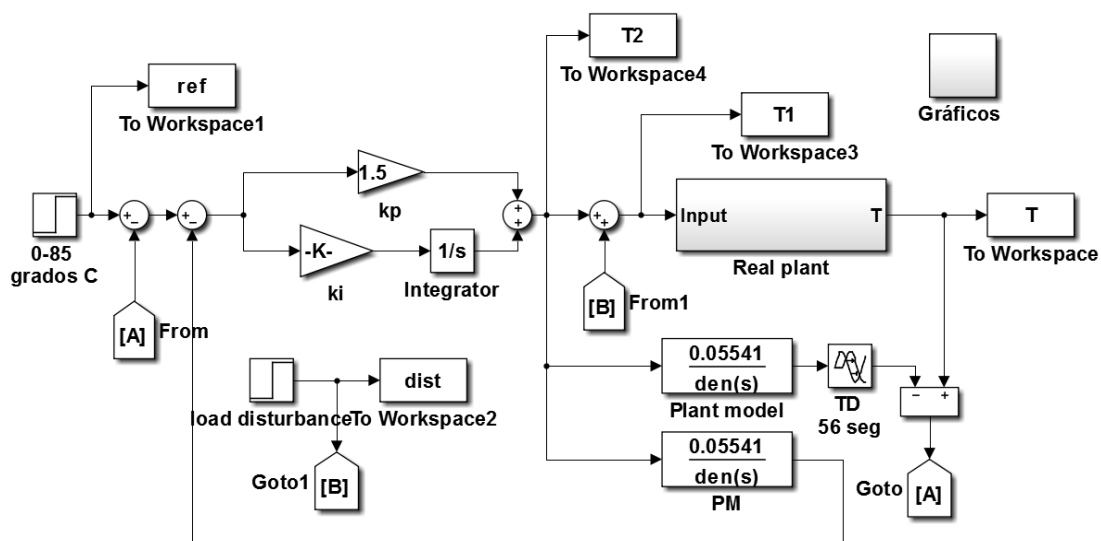 T2
To Workspace4
ref
To Workspace1
T1
To Workspace3
Gráficos
1.5
kp
+
−
+
−
+
+
+
+
Input
T
Real plant
T
To Workspace
0-85
grados C
-K-
ki
1/s
Integrator
[A]
From
[B]
From1
load disturbance
dist
To Workspace2
Goto1
[B]
0.05541
den(s)
Plant model
TD
56 seg
−
+
0.05541
den(s)
PM
Goto
[A]